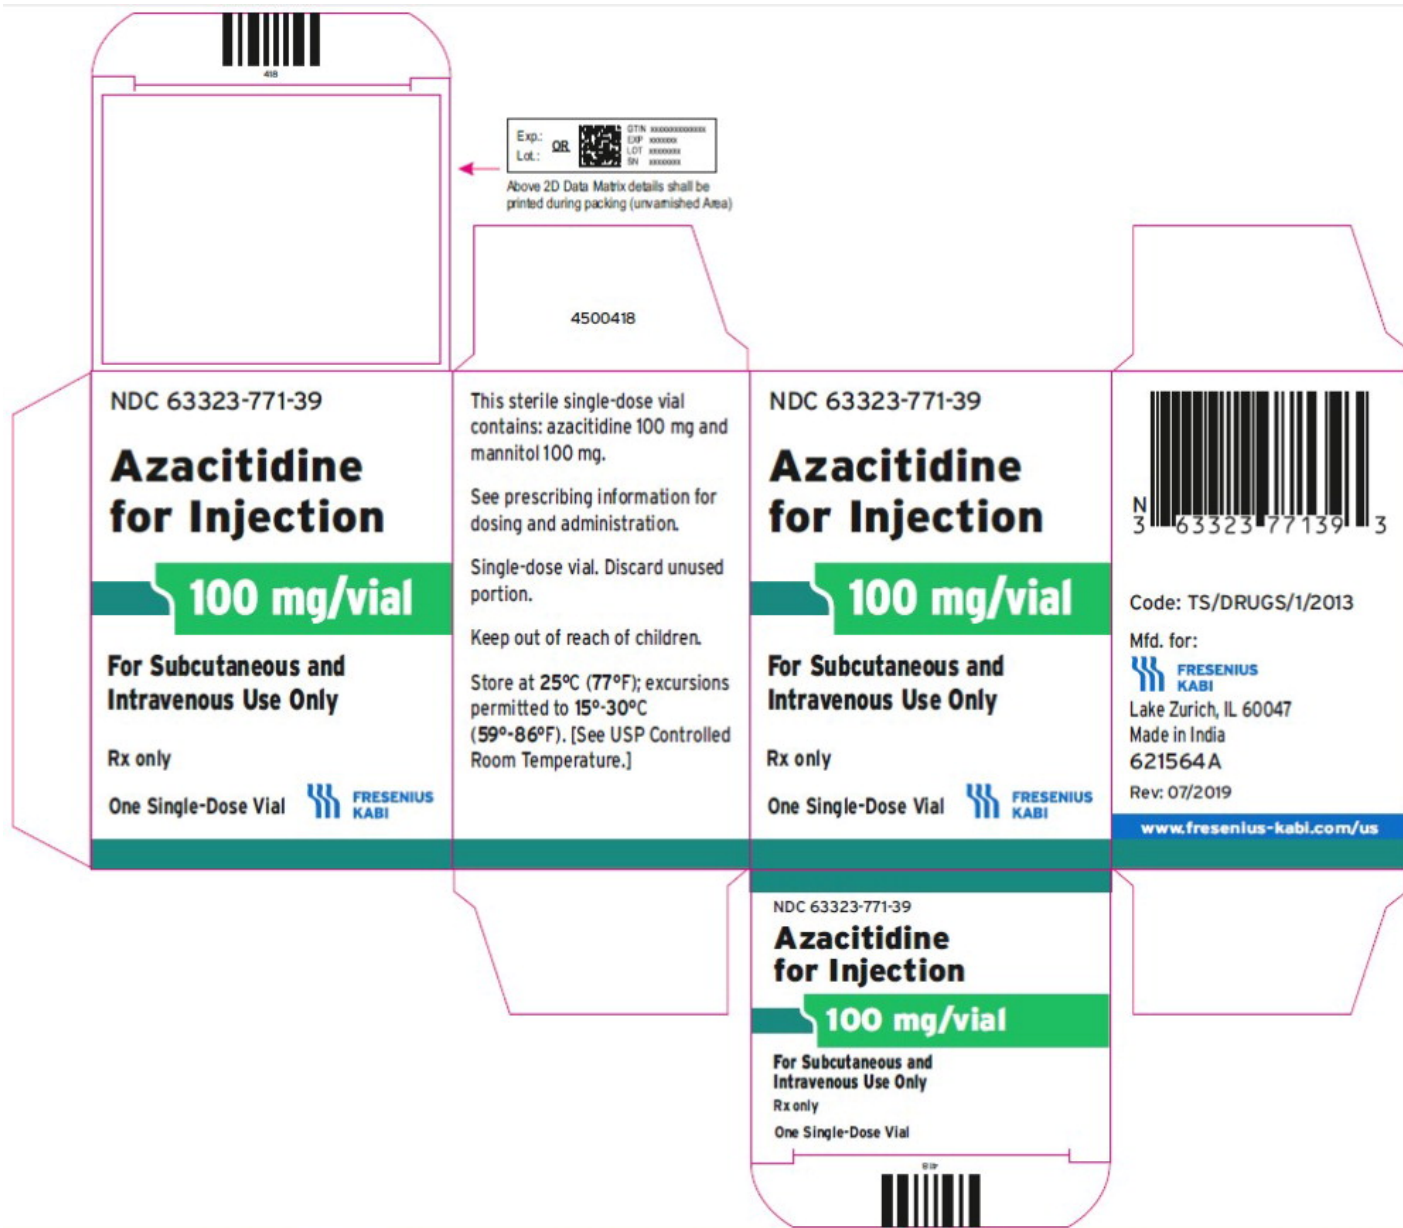 418
Exp.:
Lot.:
OR
GTIN XXXXXXXXXXXXXX
EXP XXXXXXX
LOT XXXXXXXX
SN XXXXXXXX
Above 2D Data Matrix details shall be
printed during packing (unvarnished Area)
4500418
NDC 63323-771-39
Azacitidine
for Injection
100 mg/vial
For Subcutaneous and
Intravenous Use Only
Rx only
One Single-Dose Vial
FRESENIUS
KABI
This sterile single-dose vial
contains: azacitidine 100 mg and
mannitol 100 mg.
See prescribing information for
dosing and administration.
Single-dose vial. Discard unused
portion.
Keep out of reach of children.
Store at 25°C (77°F); excursions
permitted to 15°-30°C
(59°-86°F). [See USP Controlled
Room Temperature.]
NDC 63323-771-39
Azacitidine
for Injection
100 mg/vial
For Subcutaneous and
Intravenous Use Only
Rx only
One Single-Dose Vial
FRESENIUS
KABI
N
3 63323 77139 3
Code: TS/DRUGS/1/2013
Mfd. for:
FRESENIUS
KABI
Lake Zurich, IL 60047
Made in India
621564A
Rev: 07/2019
www.fresenius-kabi.com/us
NDC 63323-771-39
Azacitidine
for Injection
100 mg/vial
For Subcutaneous and
Intravenous Use Only
Rx only
One Single-Dose Vial
418